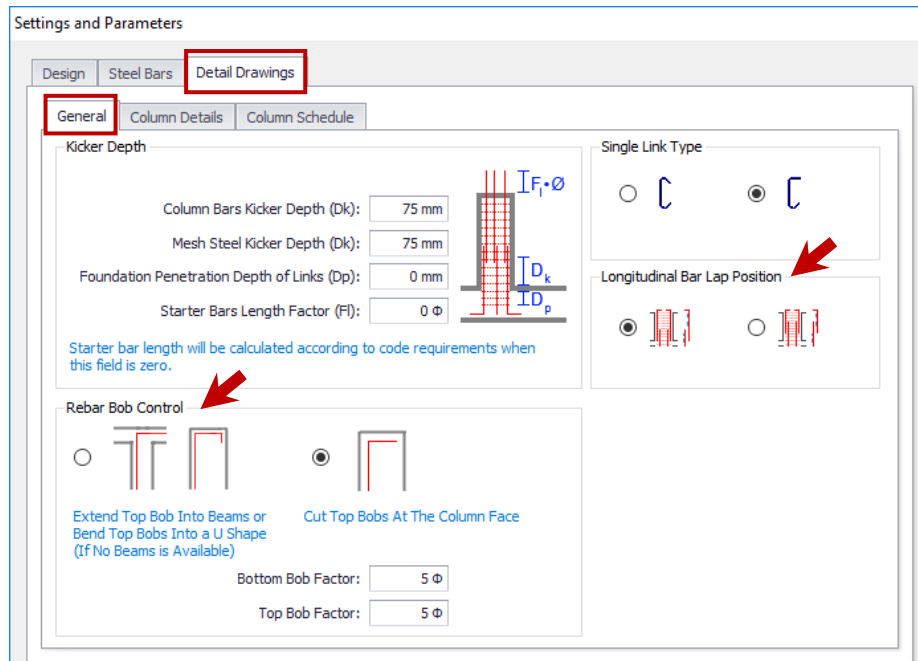 Settings and Parameters
Design
Steel Bars
Detail Drawings
General
Column Details
Column Schedule
Kicker Depth
Column Bars Kicker Depth (Dk):
75 mm
Mesh Steel Kicker Depth (Dk):
75 mm
Foundation Penetration Depth of Links (Dp):
0 mm
Starter Bars Length Factor (Fl):
0 Φ
Fl•Ø
Dk
Dp
Starter bar length will be calculated according to code requirements when
this field is zero.
Single Link Type
Longitudinal Bar Lap Position
Rebar Bob Control
Extend Top Bob Into Beams or
Bend Top Bobs Into a U Shape
(If No Beams is Available)
Cut Top Bobs At The Column Face
Bottom Bob Factor:
5 Φ
Top Bob Factor:
5 Φ